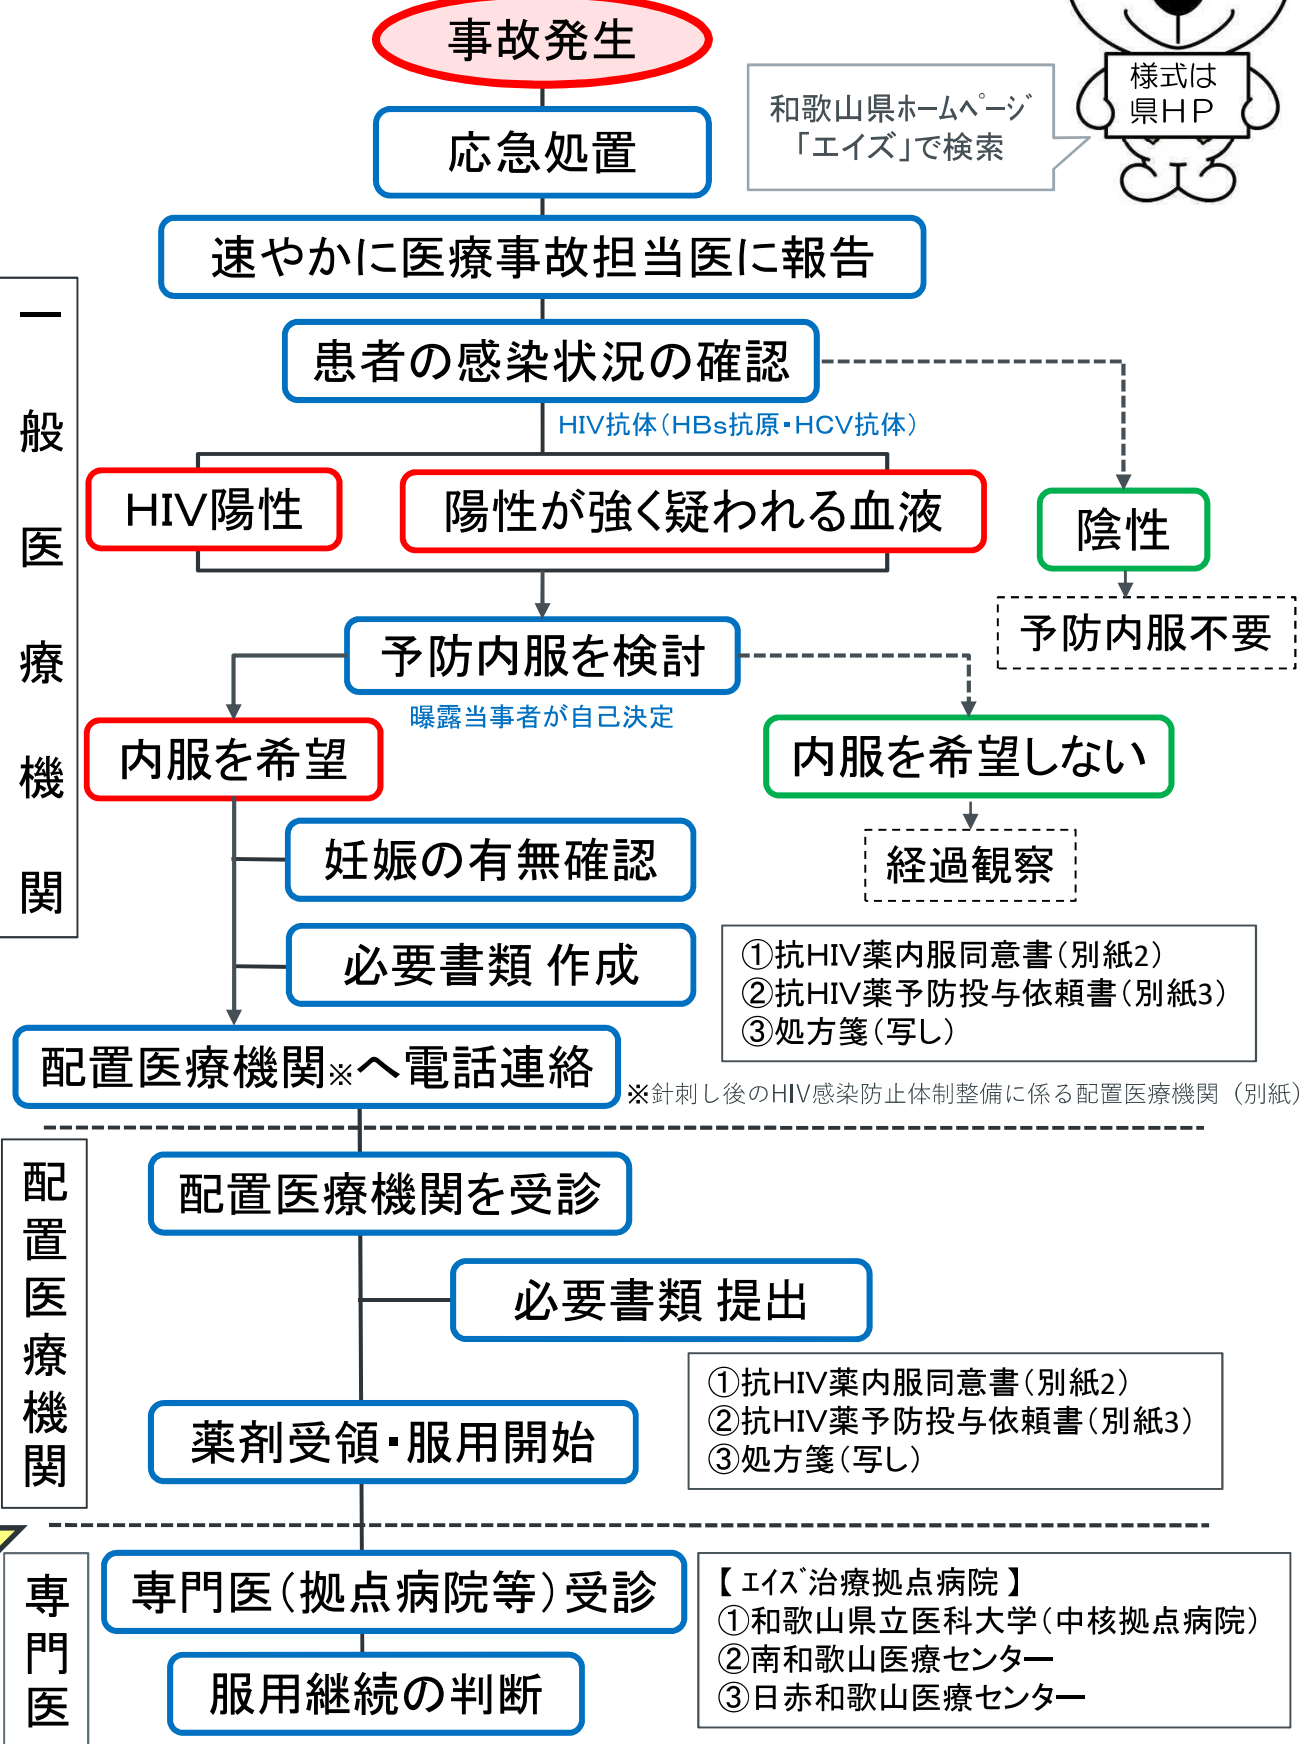 事故発生
様式は
県HP
和歌山県ホームページ
「エイズ」で検索
応急処置
速やかに医療事故担当医に報告
一般医療機関
患者の感染状況の確認
HIV抗体（HBs抗原・HCV抗体）
HIV陽性
陽性が強く疑われる血液
陰性
予防内服不要
予防内服を検討
曝露当事者が自己決定
内服を希望
内服を希望しない
経過観察
妊娠の有無確認
必要書類 作成
①抗HIV薬内服同意書（別紙2）
②抗HIV薬予防投与依頼書（別紙3）
③処方箋（写し）
配置医療機関※へ電話連絡
※針刺し後のHIV感染防止体制整備に係る配置医療機関（別紙）
配置医療機関
配置医療機関を受診
必要書類 提出
①抗HIV薬内服同意書（別紙2）
②抗HIV薬予防投与依頼書（別紙3）
③処方箋（写し）
薬剤受領・服用開始
専門医
専門医（拠点病院等）受診
服用継続の判断
【 エイズ治療拠点病院 】
①和歌山県立医科大学（中核拠点病院）
②南和歌山医療センター
③日赤和歌山医療センター